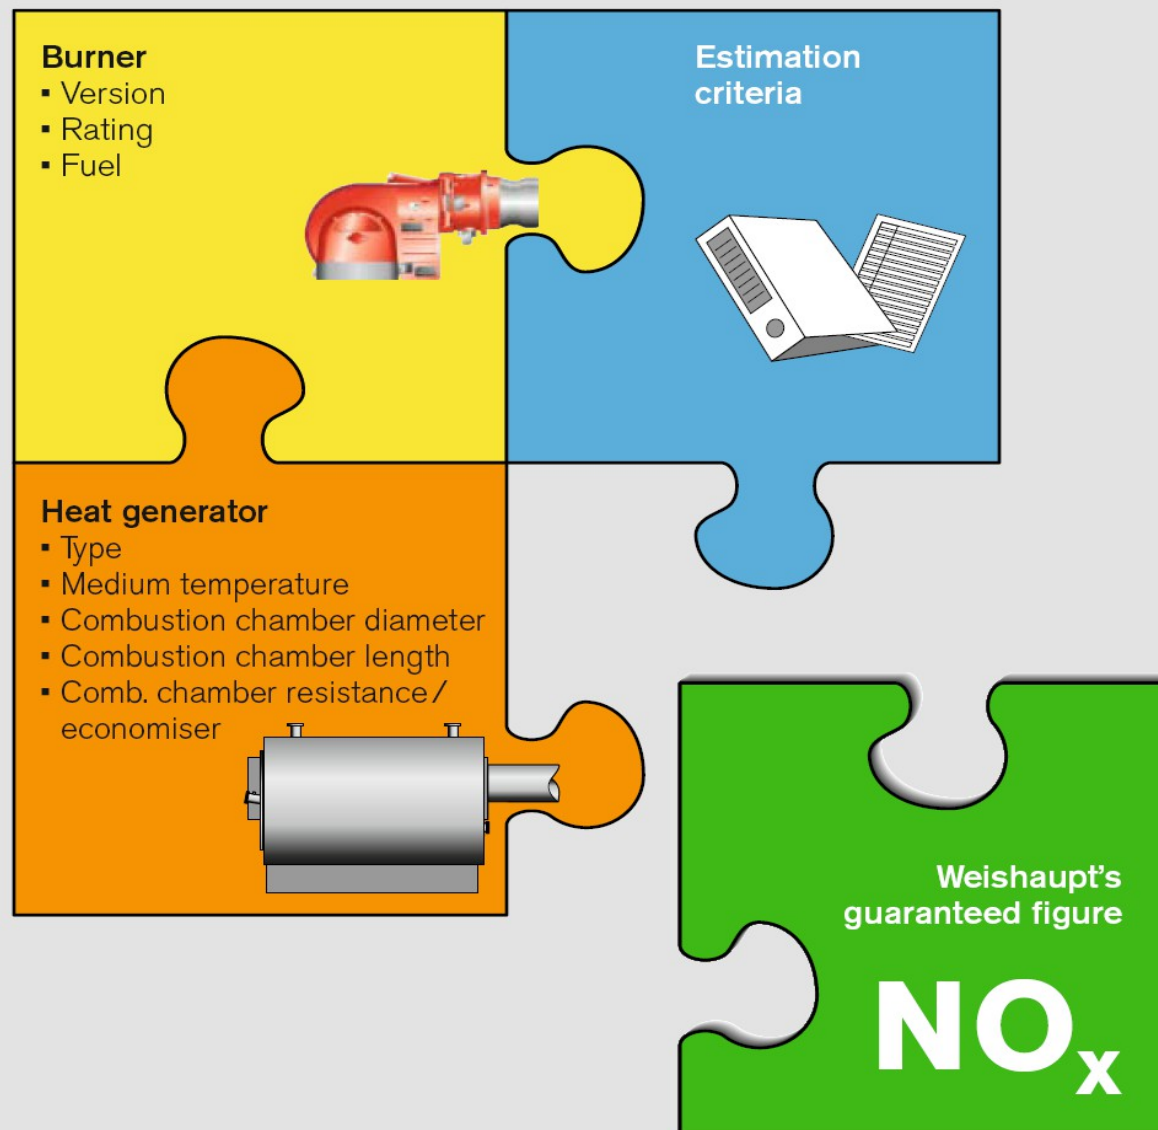 Burner
▪ Version
▪ Rating
▪ Fuel
Estimation
criteria
Heat generator
▪ Type
▪ Medium temperature
▪ Combustion chamber diameter
▪ Combustion chamber length
▪ Comb. chamber resistance/
economiser
Weishaupt's
guaranteed figure
NOx